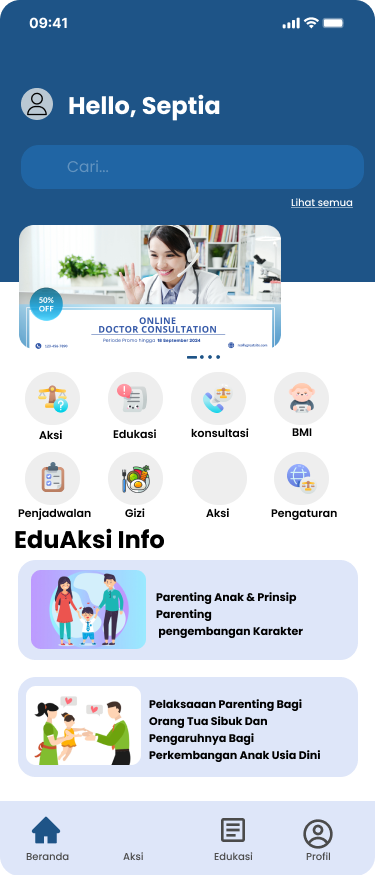 09:41
Hello, Septia
Cari...
Lihat semua
50%
OFF
ONLINE
DOCTOR CONSULTATION
Periode Promo hingga 18 September 2024
Aksi
Edukasi
konsultasi
BMI
Penjadwalan
Gizi
Aksi
Pengaturan
EduAksi Info
Parenting Anak & Prinsip
Parenting
pengembangan Karakter
Pelaksaaan Parenting Bagi
Orang Tua Sibuk Dan
Pengaruhnya Bagi
Perkembangan Anak Usia Dini
Beranda
Aksi
Edukasi
Profil